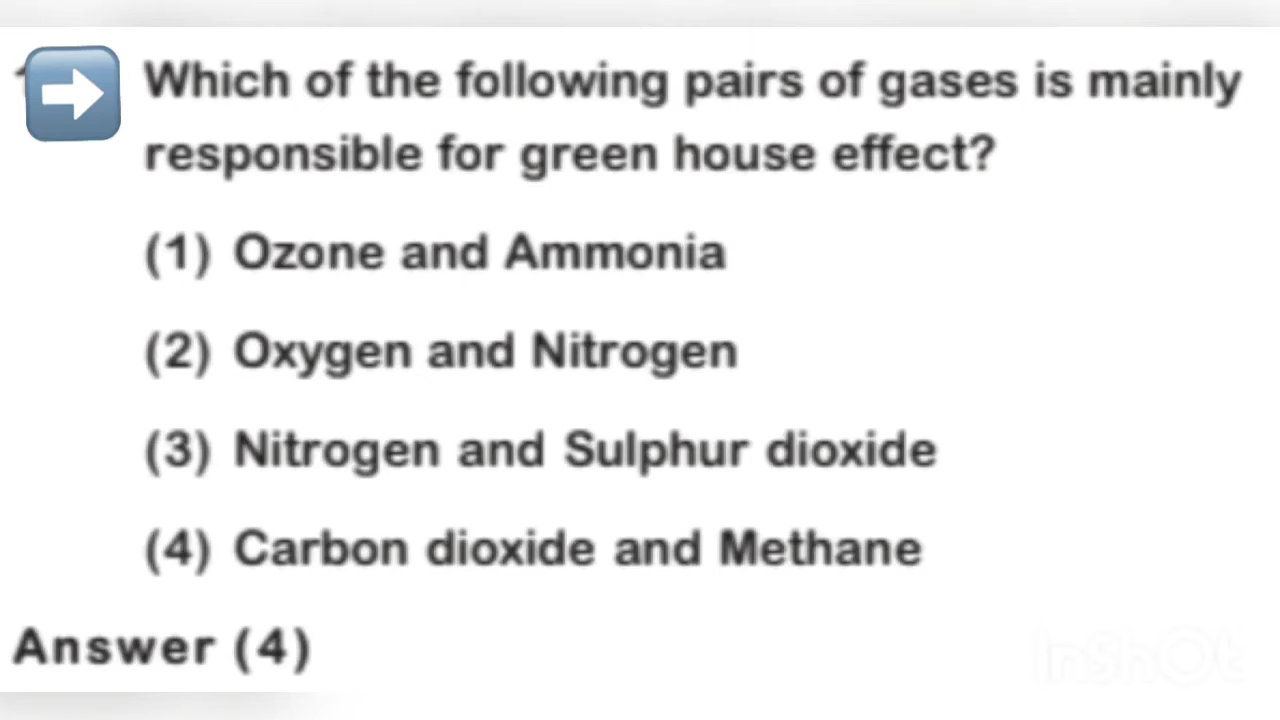 Which of the following pairs of gases is mainly
responsible for green house effect?
(1) Ozone and Ammonia
(2) Oxygen and Nitrogen
(3) Nitrogen and Sulphur dioxide
(4) Carbon dioxide and Methane
Answer (4)
InShOt